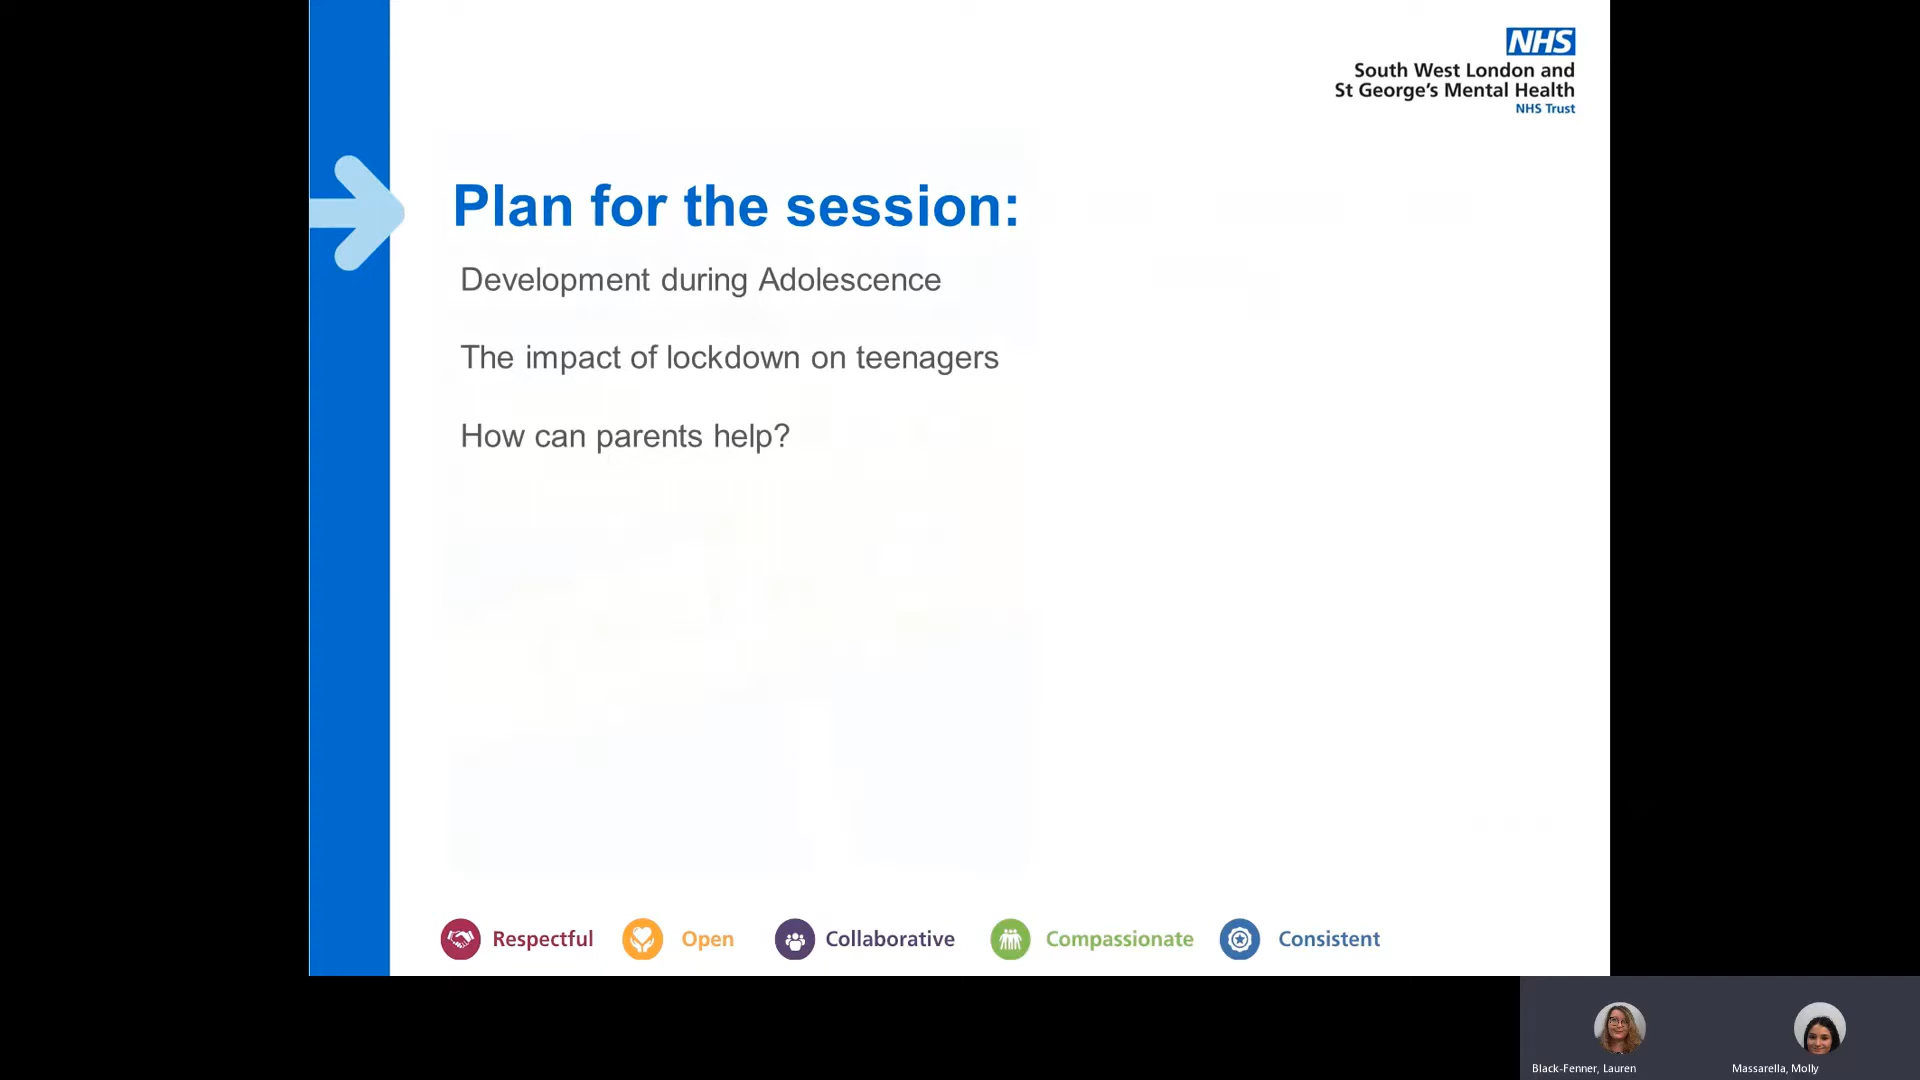 NHS
South West London and
St George's Mental Health
NHS Trust
Plan for the session:
Development during Adolescence
The impact of lockdown on teenagers
How can parents help?
Respectful
Open
Collaborative
Compassionate
Consistent
Black-Fenner, Lauren
Massarella, Molly